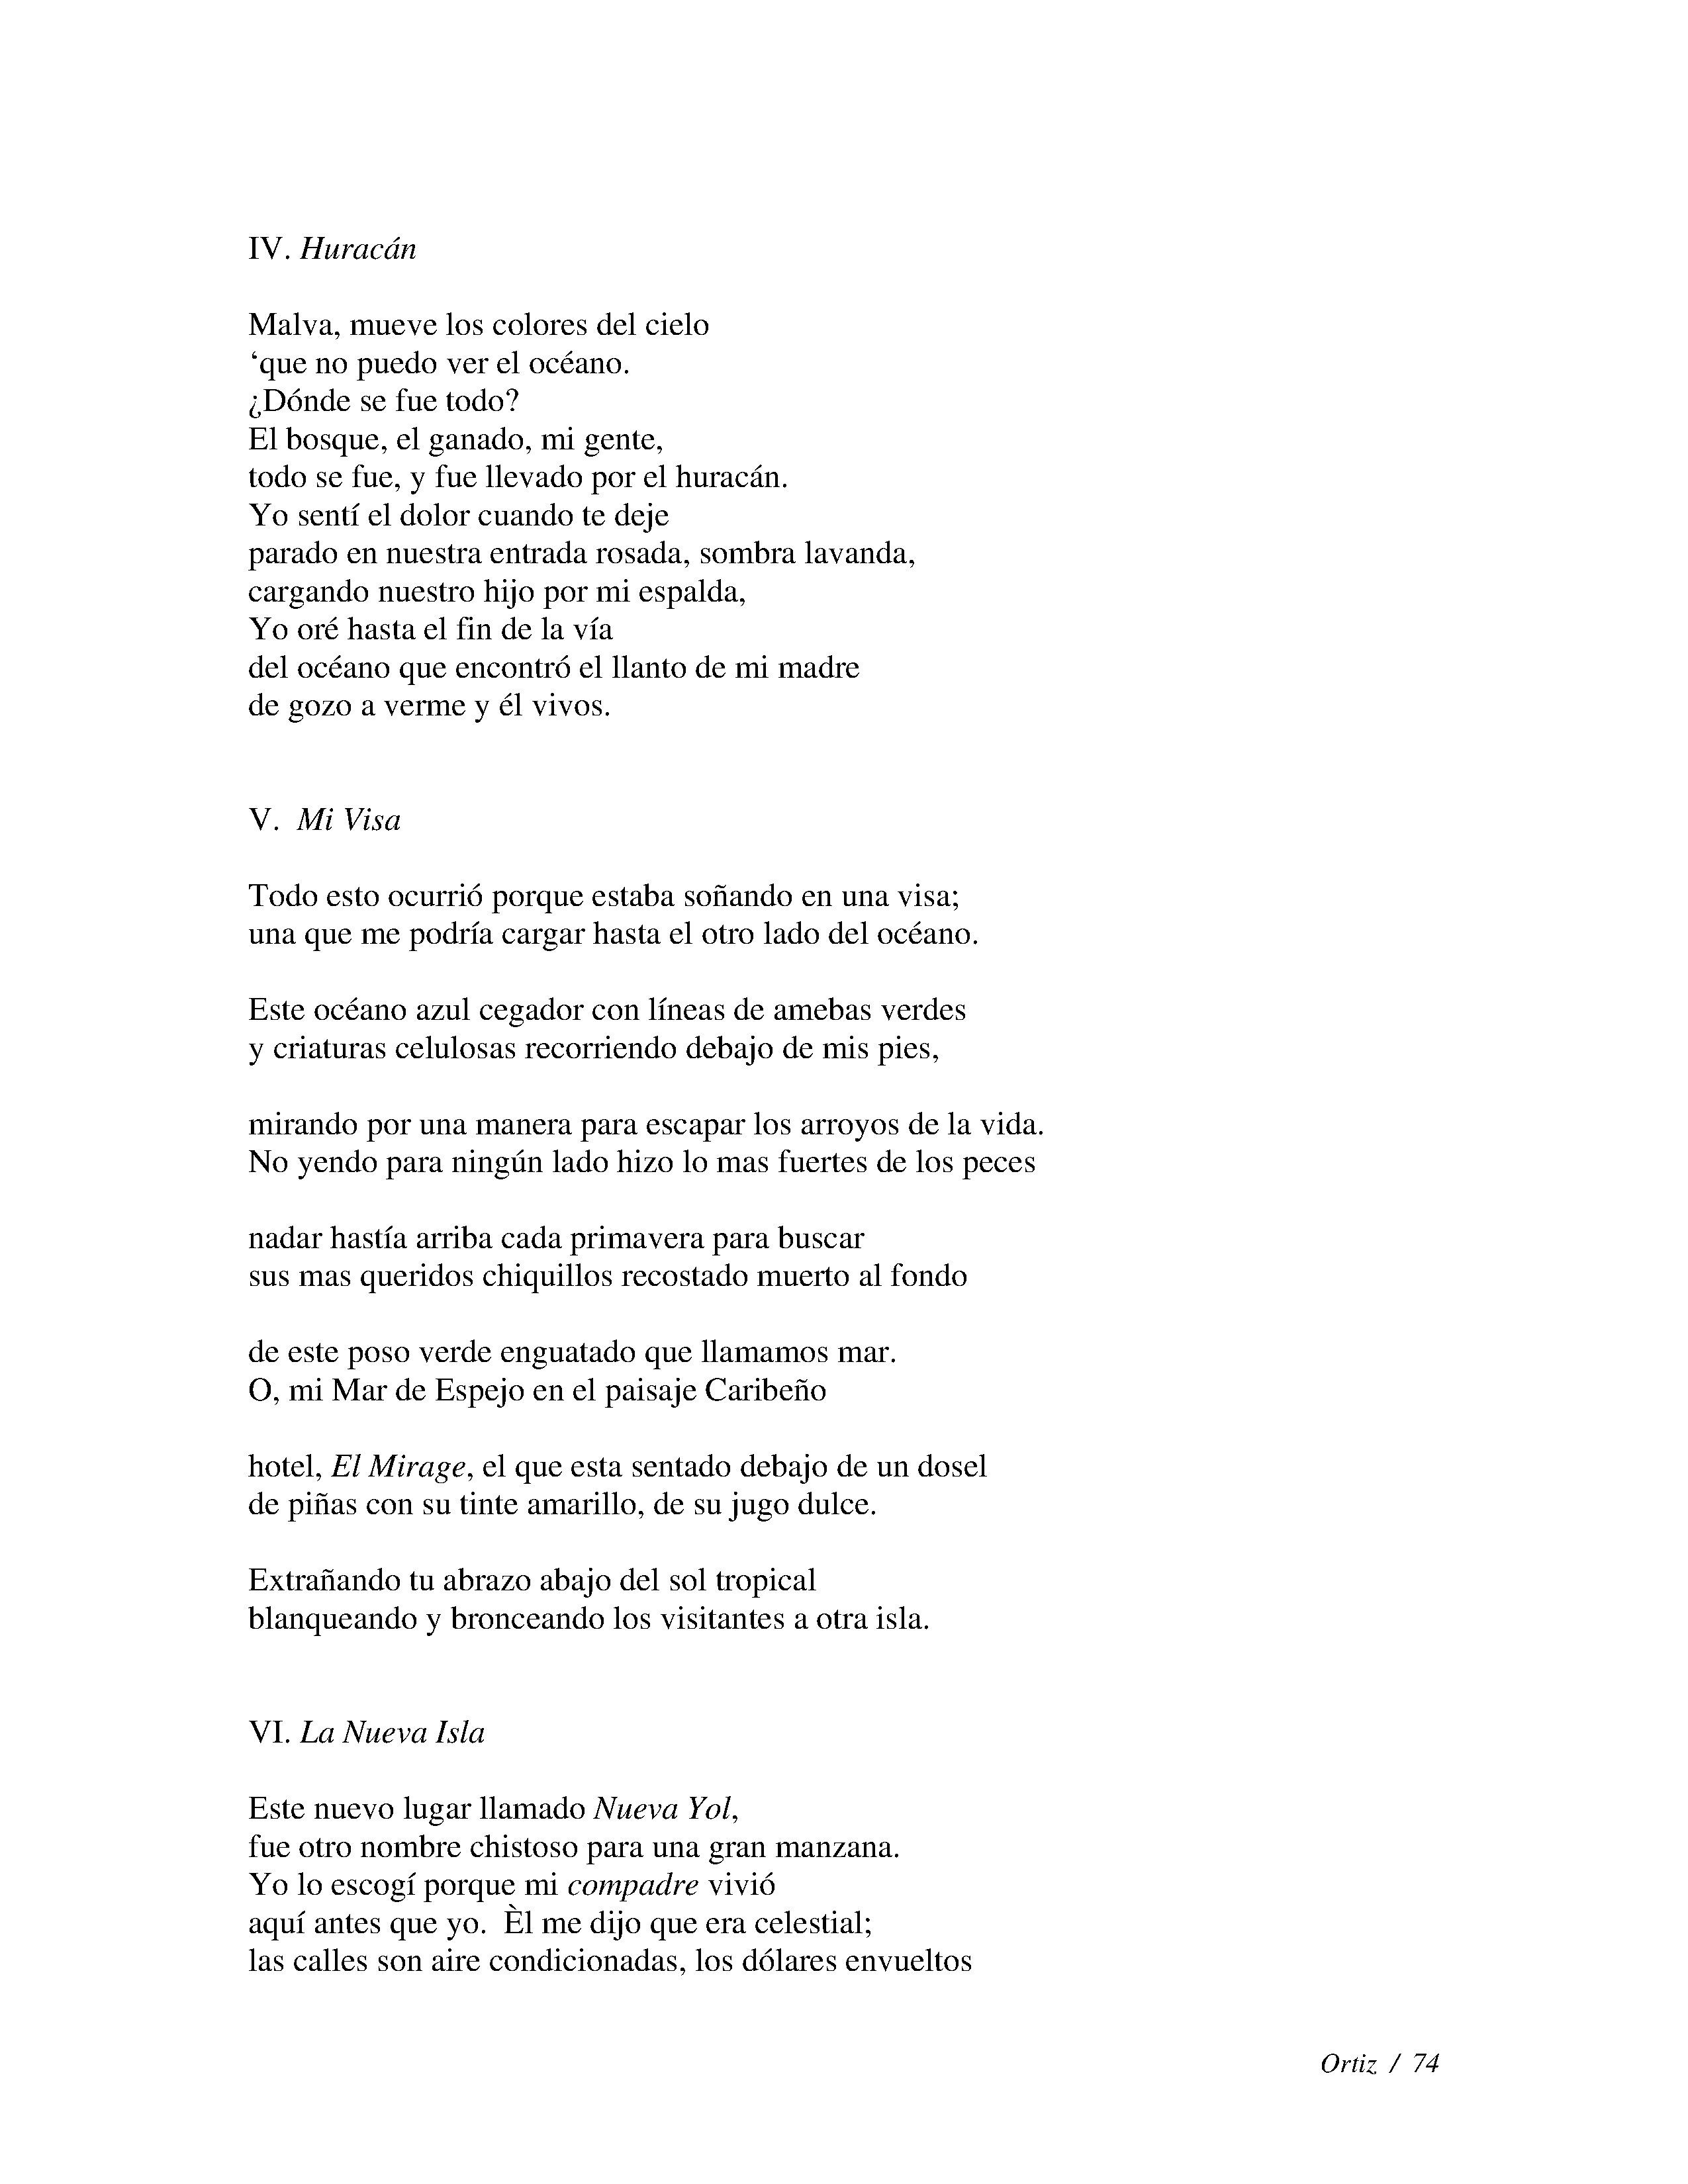 IV. Huracán
Malva, mueve los colores del cielo
‘que no puedo ver el océano.
¿Dónde se fue todo?
El bosque, el ganado, mi gente,
todo se fue, y fue llevado por el huracán.
Yo sentí el dolor cuando te deje
parado en nuestra entrada rosada, sombra lavanda,
cargando nuestro hijo por mi espalda,
Yo oré hasta el fin de la vía
del océano que encontró el llanto de mi madre
de gozo a verme y él vivos.
V.  Mi Visa
Todo esto ocurrió porque estaba soñando en una visa;
una que me podría cargar hasta el otro lado del océano.
Este océano azul cegador con líneas de amebas verdes
y criaturas celulosas recorriendo debajo de mis pies,
mirando por una manera para escapar los arroyos de la vida.
No yendo para ningún lado hizo lo mas fuertes de los peces
nadar hastía arriba cada primavera para buscar
sus mas queridos chiquillos recostado muerto al fondo
de este poso verde enguatado que llamamos mar.
O, mi Mar de Espejo en el paisaje Caribeño
hotel, El Mirage, el que esta sentado debajo de un dosel
de piñas con su tinte amarillo, de su jugo dulce.
Extrañando tu abrazo abajo del sol tropical
blanqueando y bronceando los visitantes a otra isla.
VI. La Nueva Isla
Este nuevo lugar llamado Nueva Yol,
fue otro nombre chistoso para una gran manzana.
Yo lo escogí porque mi compadre vivió
aquí antes que yo.  Èl me dijo que era celestial;
las calles son aire condicionadas, los dólares envueltos
Ortiz / 74